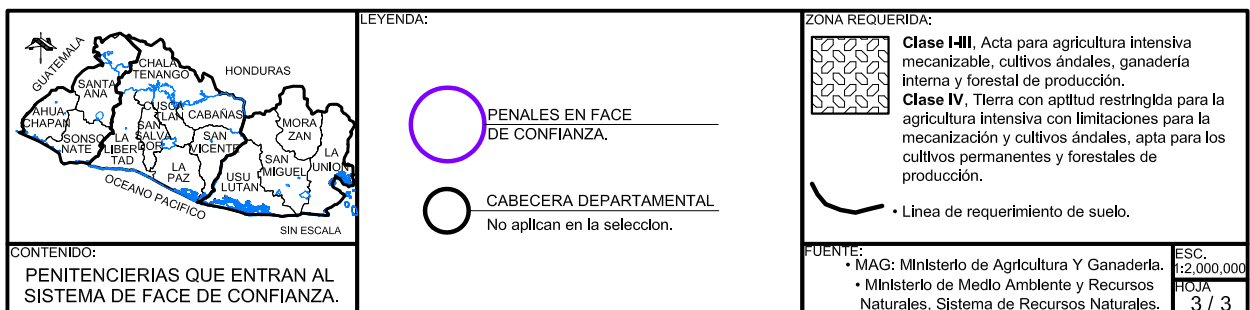 GUATEMALA
HONDURAS
CHALA
TENANGO
SANTA
ANA
AHUA
CHAPAN
SONSO
NATE
LA
LIBER
TAD
SAN
SALVA
DOR
CUSCA
TLAN
CABAÑAS
SAN
VICENTE
LA
PAZ
USU
LUTAN
SAN
MIGUEL
MORA
ZAN
LA
UNION
OCEANO PACIFICO
SIN ESCALA
CONTENIDO:
PENITENCIERIAS QUE ENTRAN AL
SISTEMA DE FACE DE CONFIANZA.
LEYENDA:
PENALES EN FACE
DE CONFIANZA.
CABECERA DEPARTAMENTAL
No aplican en la seleccion.
ZONA REQUERIDA:
Clase I-III, Acta para agricultura intensiva
mecanizable, cultivos ándales, ganadería
interna y forestal de producción.
Clase IV, Tierra con aptitud restringida para la
agricultura intensiva con limitaciones para la
mecanización y cultivos ándales, apta para los
cultivos permanentes y forestales de
producción.
• Linea de requerimiento de suelo.
FUENTE:
• MAG: Ministerio de Agricultura Y Ganaderia.
• Ministerio de Medio Ambiente y Recursos
Naturales, Sistema de Recursos Naturales.
ESC.
1:2,000,000
HOJA
3 / 3